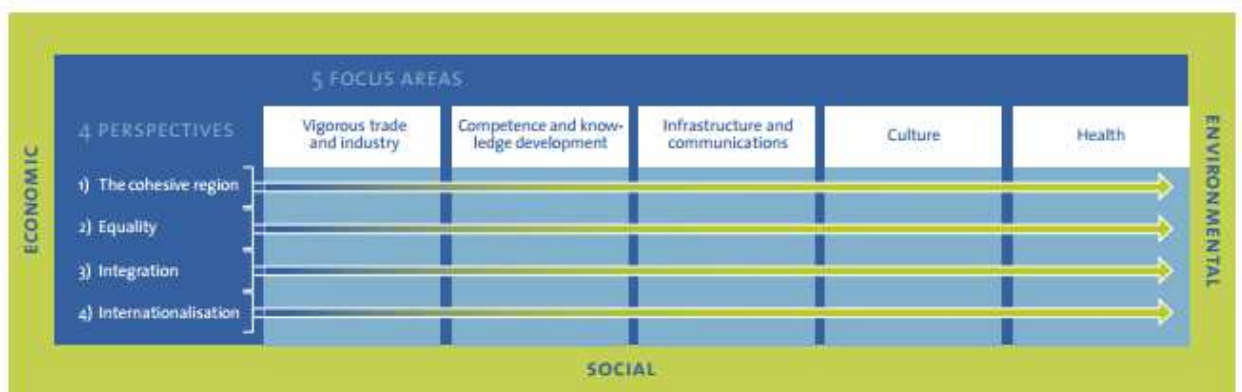 5 FOCUS AREAS
4 PERSPECTIVES
Vigorous trade
and industry
Competence and know-
ledge development
Infrastructure and
communications
Culture
Health
1) The cohesive region
2) Equality
3) Integration
4) Internationalisation
ECONOMIC
ENVIRONMENTAL
SOCIAL